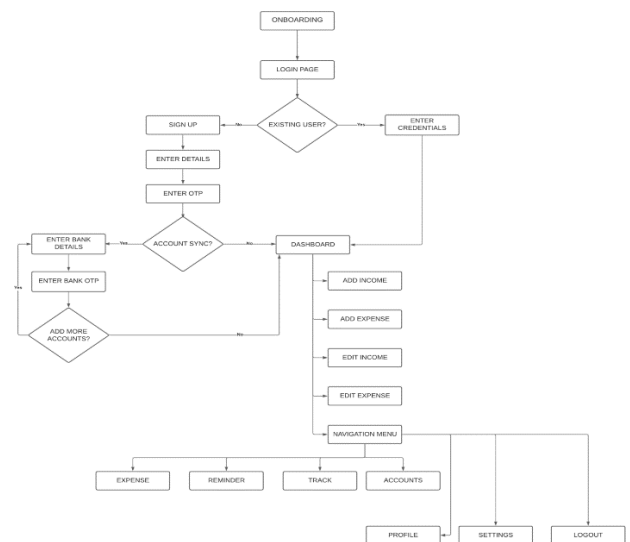 ONBOARDING
LOGIN PAGE
EXISTING USER?
No
Yes
SIGN UP
ENTER
CREDENTIALS
ENTER DETAILS
ENTER OTP
ACCOUNT SYNC?
Yes
No
ENTER BANK
DETAILS
DASHBOARD
ENTER BANK OTP
Yes
ADD MORE
ACCOUNTS?
No
ADD INCOME
ADD EXPENSE
EDIT INCOME
EDIT EXPENSE
NAVIGATION MENU
EXPENSE
REMINDER
TRACK
ACCOUNTS
PROFILE
SETTINGS
LOGOUT